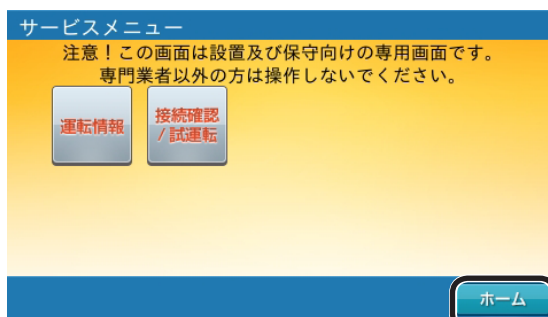 サービスメニュー
注意！この画面は設置及び保守向けの専用画面です。
専門業者以外の方は操作しないでください。
運転情報
接続確認
/試運転
ホーム